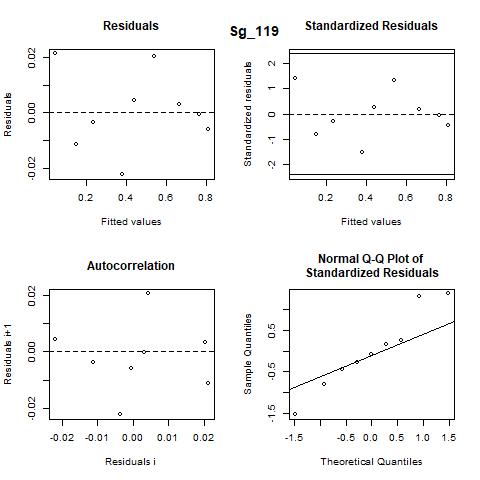 Sg_119
Residuals
Residuals
0.02
0.00
-0.02
0.2 0.4 0.6 0.8
Fitted values
Standardized Residuals
Standardized residuals
2
1
0
-1
-2
0.2 0.4 0.6 0.8
Fitted values
Autocorrelation
Residuals i+1
0.02
0.00
-0.02
-0.02 -0.01 0.00 0.01 0.02
Residuals i
Normal Q-Q Plot of
Standardized Residuals
Sample Quantiles
0.5
-0.5
-1.5
-1.5 -0.5 0.0 0.5 1.0 1.5
Theoretical Quantiles